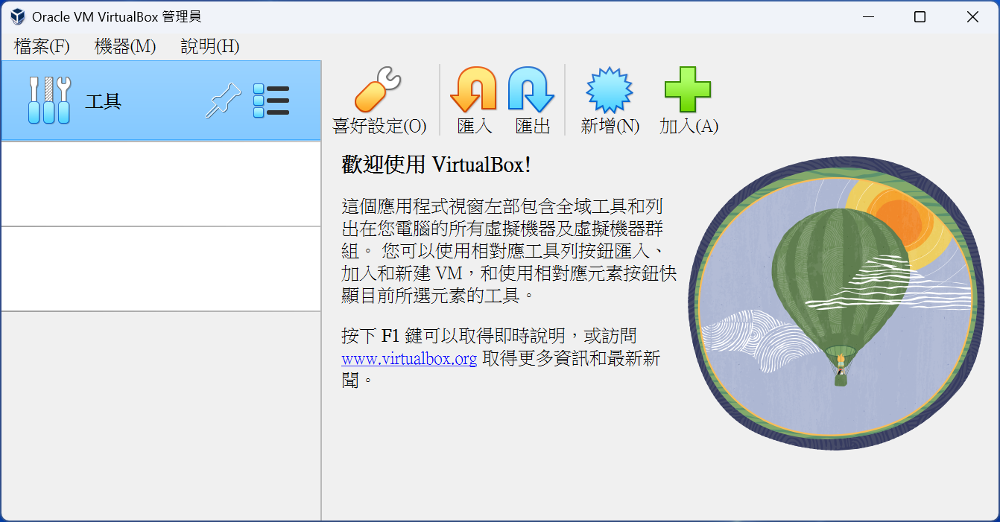 Oracle VM VirtualBox 管理員
檔案(F) 機器(M) 說明(H)
工具
喜好設定(O) 匯入 匯出 新增(N) 加入(A)
歡迎使用 VirtualBox!
這個應用程式視窗左部包含全域工具和列
出在您電腦的所有虛擬機器及虛擬機器群
組。 您可以使用相對應工具列按鈕匯入、
加入和新建 VM，和使用相對應元素按鈕快
顯目前所選元素的工具。
按下 F1 鍵可以取得即時說明，或訪問
www.virtualbox.org 取得更多資訊和最新新
聞。